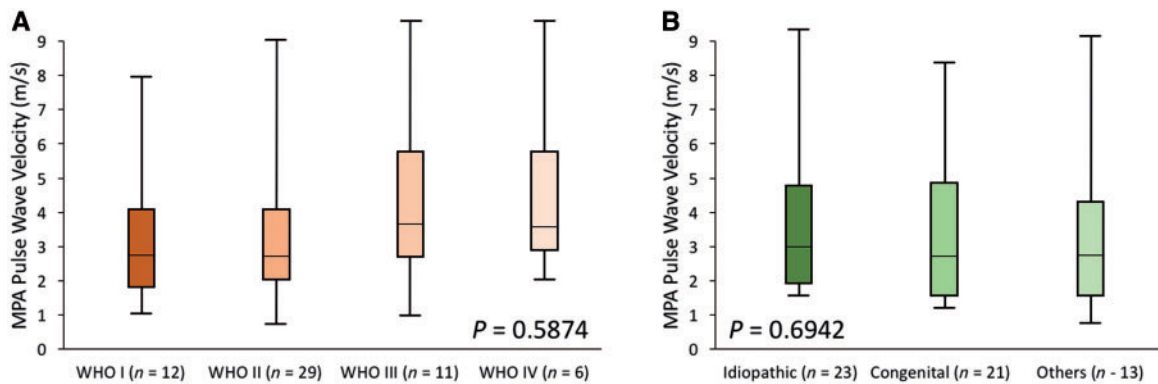 A
MPA Pulse Wave Velocity (m/s)
9
8
7
6
5
4
3
2
1
0
P = 0.5874
WHO I (n = 12) WHO II (n = 29) WHO III (n = 11) WHO IV (n = 6)
B
MPA Pulse Wave Velocity (m/s)
9
8
7
6
5
4
3
2
1
0
P = 0.6942
Idiopathic (n = 23) Congenital (n = 21) Others (n - 13)